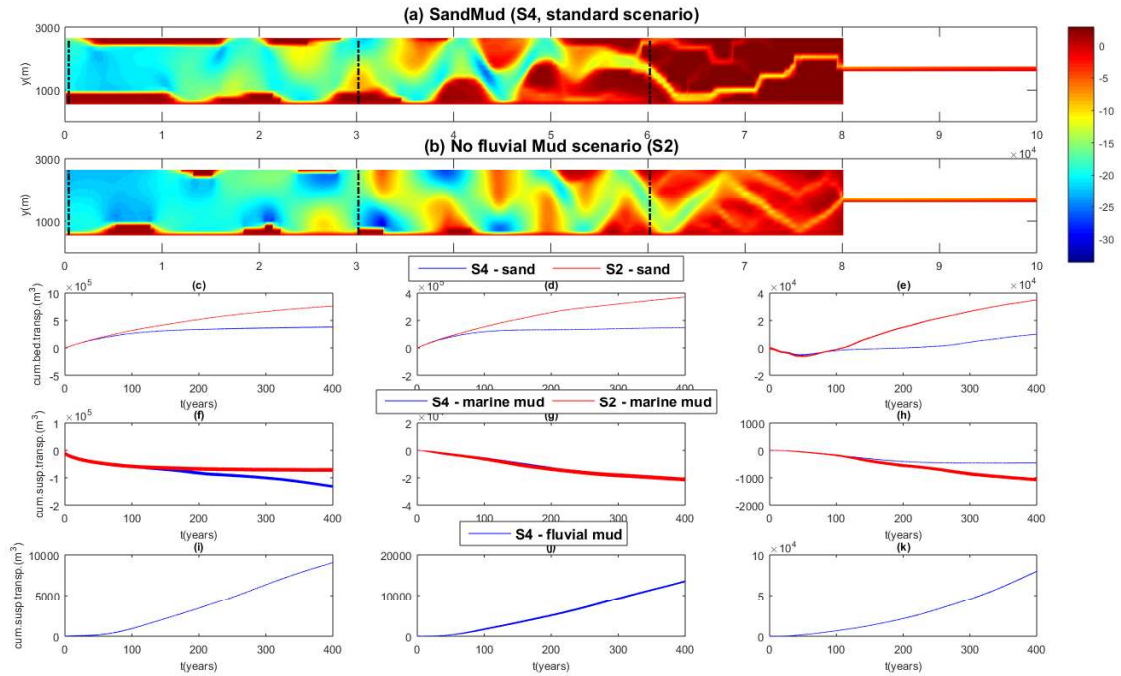 (a) SandMud (S4, standard scenario)
3000
y(m)
1000
0 1 2 3 4 5 6 7 8 9 10
×10^4
(b) No fluvial Mud scenario (S2)
3000
y(m)
1000
0 1 2 3 4 5 6 7 8 9 10
×10^4
0
-5
-10
-15
-20
-25
-30
S4 - sand S2 - sand
(c) (d) (e)
×10^5 ×10^4
cum.bed.transp.(m^3)
10 5 0 -5
4 2 0 -2
4 2 0 -2
0 100 200 300 400
0 100 200 300 400
0 100 200 300 400
t(years) t(years) t(years)
S4 - marine mud S2 - marine mud
(f) (g) (h)
×10^5
cum.susp.transp.(m^3)
1 0 -1 -2
2 0 -2 -4
1000 0 -1000 -2000
0 100 200 300 400
0 100 200 300 400
0 100 200 300 400
t(years) t(years) t(years)
S4 - fluvial mud
(i) (j) (k)
×10^4
cum.susp transp.(m^3)
10000 5000 0
20000 10000 0
10 5 0
0 100 200 300 400
0 100 200 300 400
0 100 200 300 400
t(years) t(years) t(years)